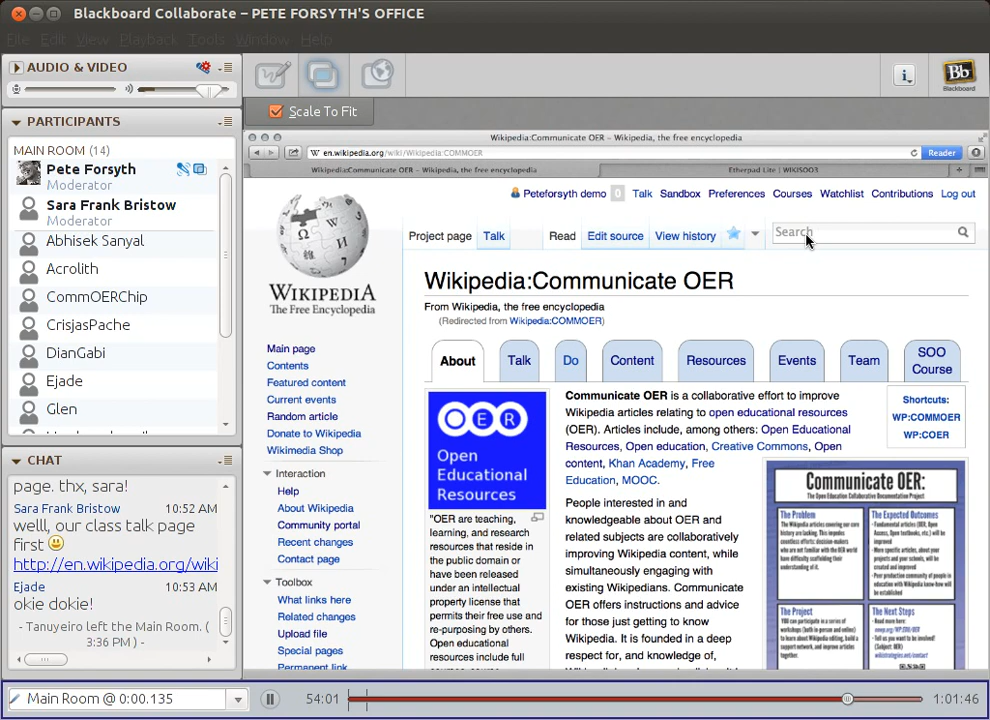 Blackboard Collaborate – PETE FORSYTH'S OFFICE
File Edit View Playback Tools Window Help
AUDIO & VIDEO
PARTICIPANTS
MAIN ROOM (14)
Pete Forsyth
Moderator
Sara Frank Bristow
Moderator
Abhisek Sanyal
Acrolith
CommOERChip
CrisjasPache
DianGabi
Ejade
Glen
CHAT
page. thx, sara!
Sara Frank Bristow 10:52 AM
welll, our class talk page
first
http://en.wikipedia.org/wiki
Ejade 10:53 AM
okie dokie!
- Tanuyeiro left the Main Room. (
3:36 PM ) -
Main Room @ 0:00.135
54:01
1:01:46
Scale To Fit
i
Bb
Blackboard
Wikipedia:Communicate OER – Wikipedia, the free encyclopedia
W en.wikipedia.org/wiki/Wikipedia:COMMOER
Reader
Wikipedia:Communicate OER – Wikipedia, the free encyclopedia
Etherpad Lite | WIKISOO3
Peteforsyth demo 0 Talk Sandbox Preferences Courses Watchlist Contributions Log out
Project page Talk Read Edit source View history Search
WIKIPEDIA
The Free Encyclopedia
Main page
Contents
Featured content
Current events
Random article
Donate to Wikipedia
Wikimedia Shop
Interaction
Help
About Wikipedia
Community portal
Recent changes
Contact page
Toolbox
What links here
Related changes
Upload file
Special pages
Permanent link
Wikipedia:Communicate OER
From Wikipedia, the free encyclopedia
(Redirected from Wikipedia:COMMOER)
About Talk Do Content Resources Events Team SOO Course
OER
Open
Educational
Resources
"OER are teaching,
learning, and research
resources that reside in
the public domain or
have been released
under an intellectual
property license that
permits their free use and
re-purposing by others.
Open educational
resources include full
Communicate OER is a collaborative effort to improve
Wikipedia articles relating to open educational resources
(OER). Articles include, among others: Open Educational
Resources, Open education, Creative Commons, Open
content, Khan Academy, Free
Education, MOOC.
People interested in and
knowledgeable about OER and
related subjects are collaboratively
improving Wikipedia content, while
simultaneously engaging with
existing Wikipedians. Communicate
OER offers instructions and advice
for those just getting to know
Wikipedia. It is founded in a deep
respect for, and knowledge of,
Shortcuts:
WP:COMMOER
WP:COER
Communicate OER:
The Open Education Collaborative Documentation Project
The Problem
The Expected Outcomes
The Project
The Next Steps